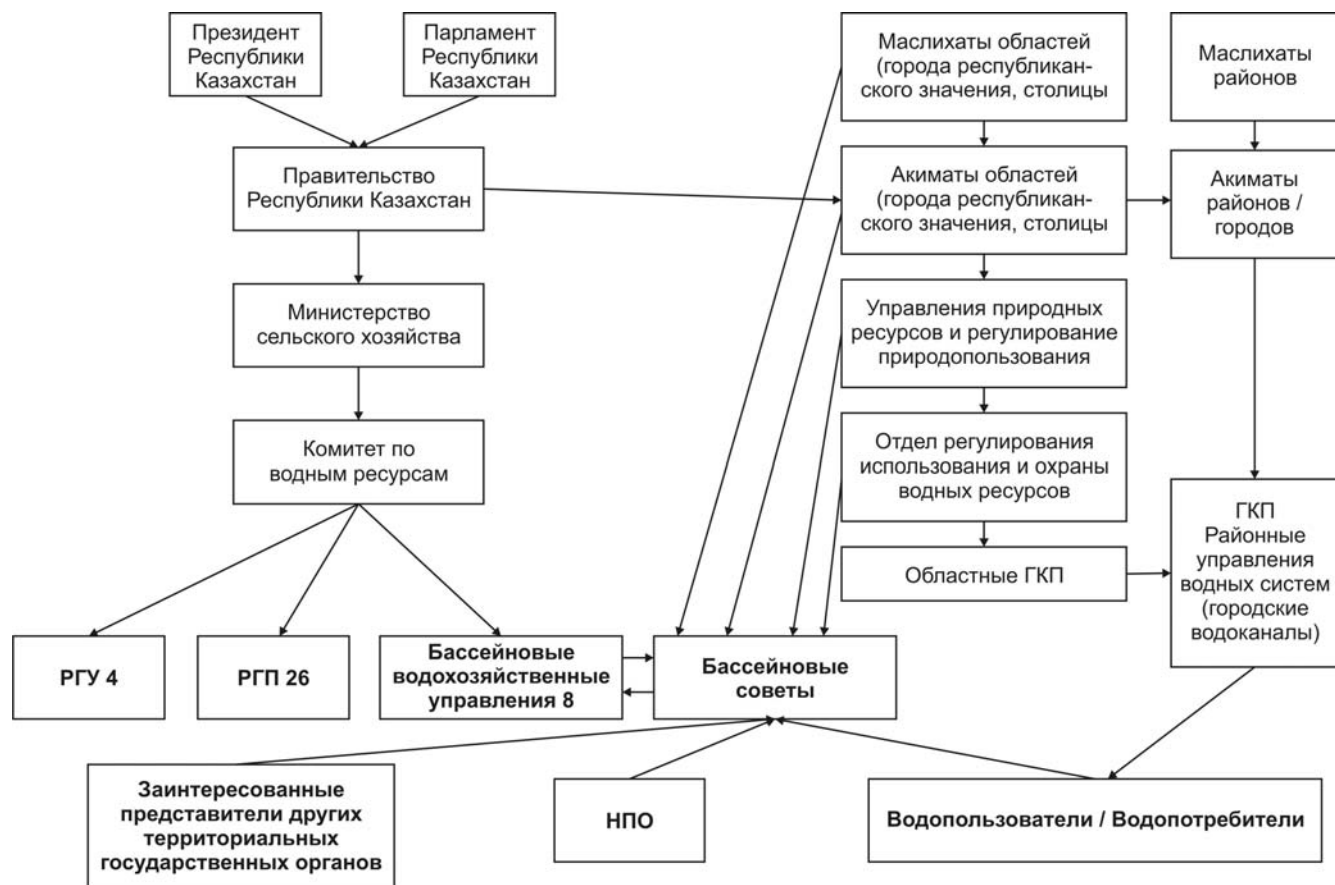 Президент
Республики
Казахстан
Парламент
Республики
Казахстан
Маслихаты областей
(города республикан-
ского значения, столицы
Маслихаты
районов
Правительство
Республики Казахстан
Акиматы областей
(города республикан-
ского значения, столицы
Акиматы
районов /
городов
Министерство
сельского хозяйства
Управления природных
ресурсов и регулирование
природопользования
Комитет по
водным ресурсам
Отдел регулирования
использования и охраны
водных ресурсов
Областные ГКП
ГКП
Районные
управления
водных систем
(городские
водоканалы)
РГУ 4
РГП 26
Бассейновые
водохозяйственные
управления 8
Бассейновые
советы
Заинтересованные
представители других
территориальных
государственных органов
НПО
Водопользователи / Водопотребители